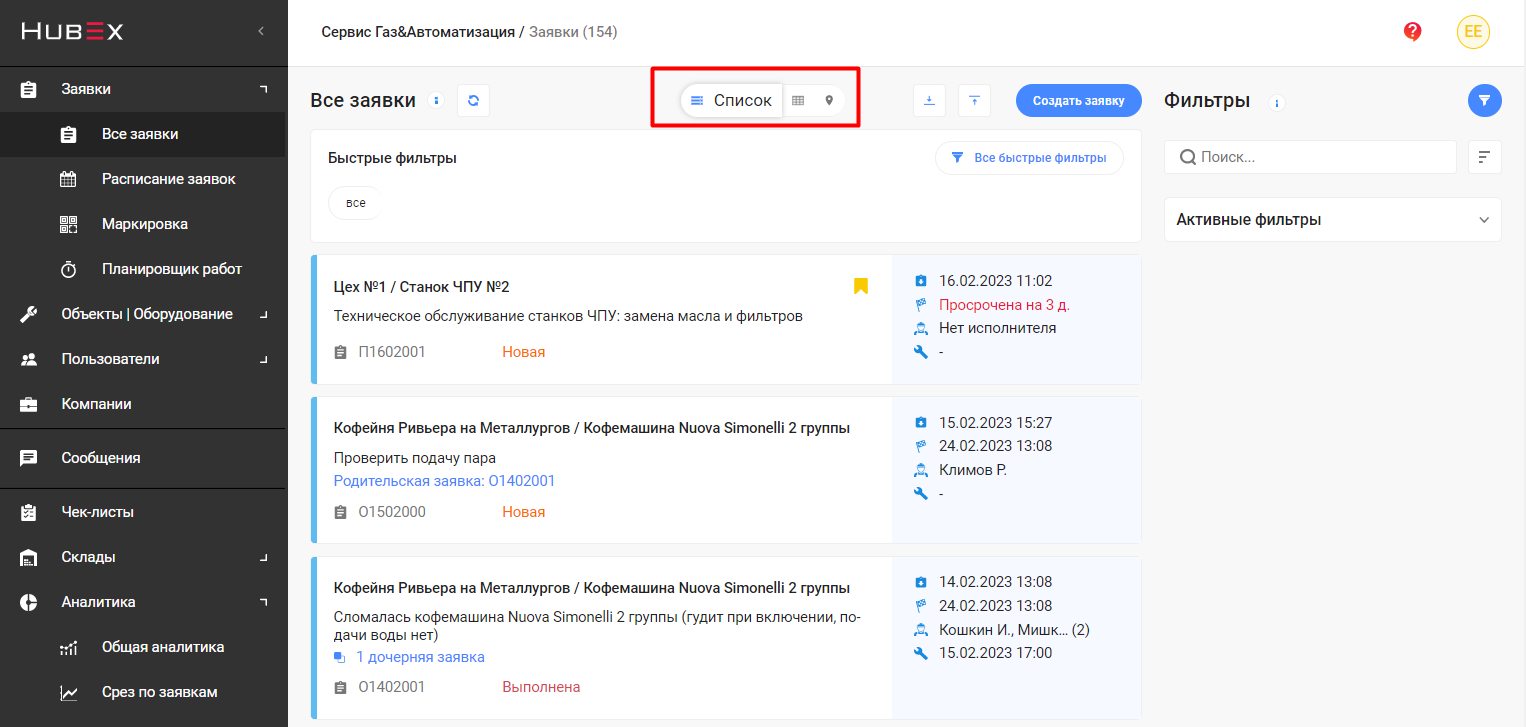 HUBEX
Заявки
Все заявки
Расписание заявок
Маркировка
Планировщик работ
Объекты | Оборудование
Пользователи
Компании
Сообщения
Чек-листы
Склады
Аналитика
Общая аналитика
Срез по заявкам
Сервис Газ&Автоматизация / Заявки (154)
?
EE
Все заявки
Список
Создать заявку
Быстрые фильтры
Все быстрые фильтры
все
Цех №1 / Станок ЧПУ №2
Техническое обслуживание станков ЧПУ: замена масла и фильтров
П1602001 Новая
16.02.2023 11:02
Просрочена на 3 д.
Нет исполнителя
-
Кофейня Ривьера на Металлургов / Кофемашина Nuova Simonelli 2 группы
Проверить подачу пара
Родительская заявка: О1402001
О1502000 Новая
15.02.2023 15:27
24.02.2023 13:08
Климов Р.
-
Кофейня Ривьера на Металлургов / Кофемашина Nuova Simonelli 2 группы
Сломалась кофемашина Nuova Simonelli 2 группы (гудит при включении, по-
дачи воды нет)
1 дочерняя заявка
О1402001 Выполнена
14.02.2023 13:08
24.02.2023 13:08
Кошкин И., Мишк... (2)
15.02.2023 17:00
Фильтры
Поиск...
Активные фильтры